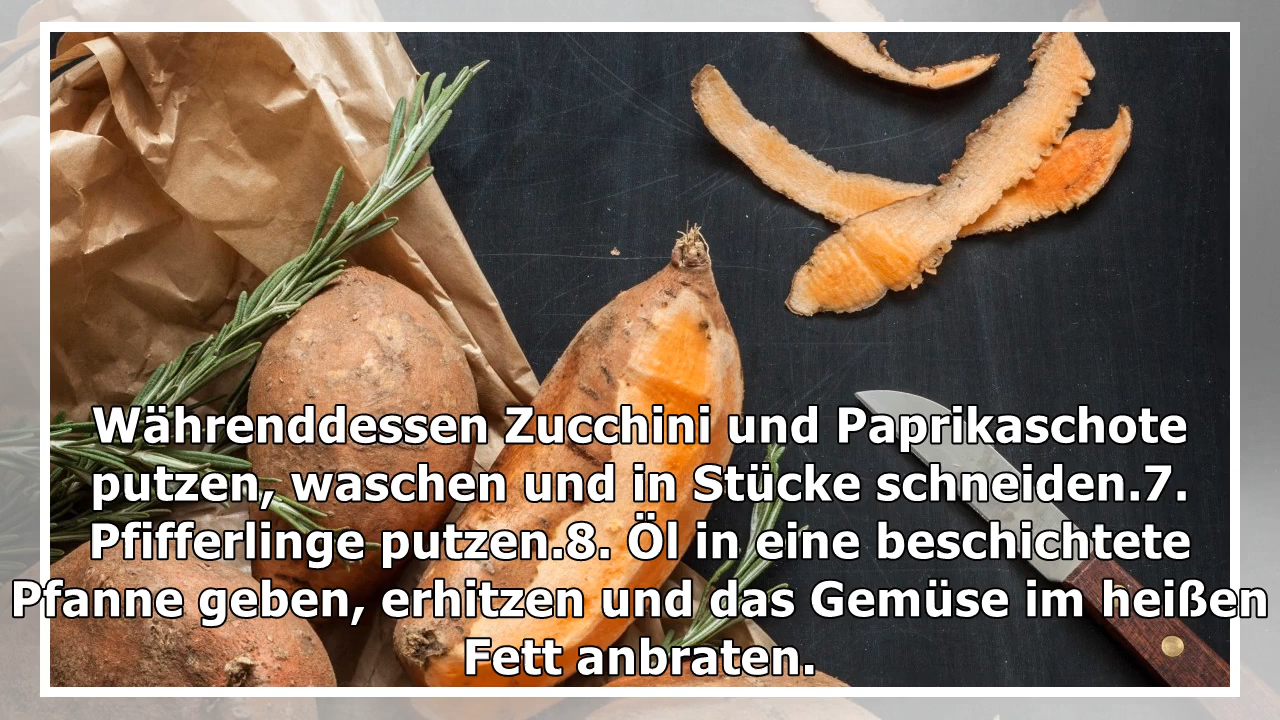 Währenddessen Zucchini und Paprikaschote
putzen, waschen und in Stücke schneiden.7.
Pfifferlinge putzen.8. Öl in eine beschichtete
Pfanne geben, erhitzen und das Gemüse im heißen
Fett anbraten.